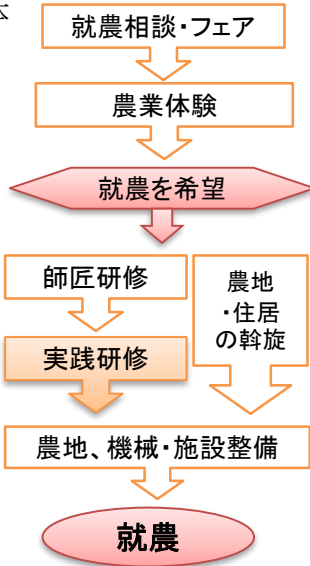 本
就農相談・フェア
農業体験
就農を希望
師匠研修
農地
・住居
の斡旋
実践研修
農地、機械・施設整備
就農